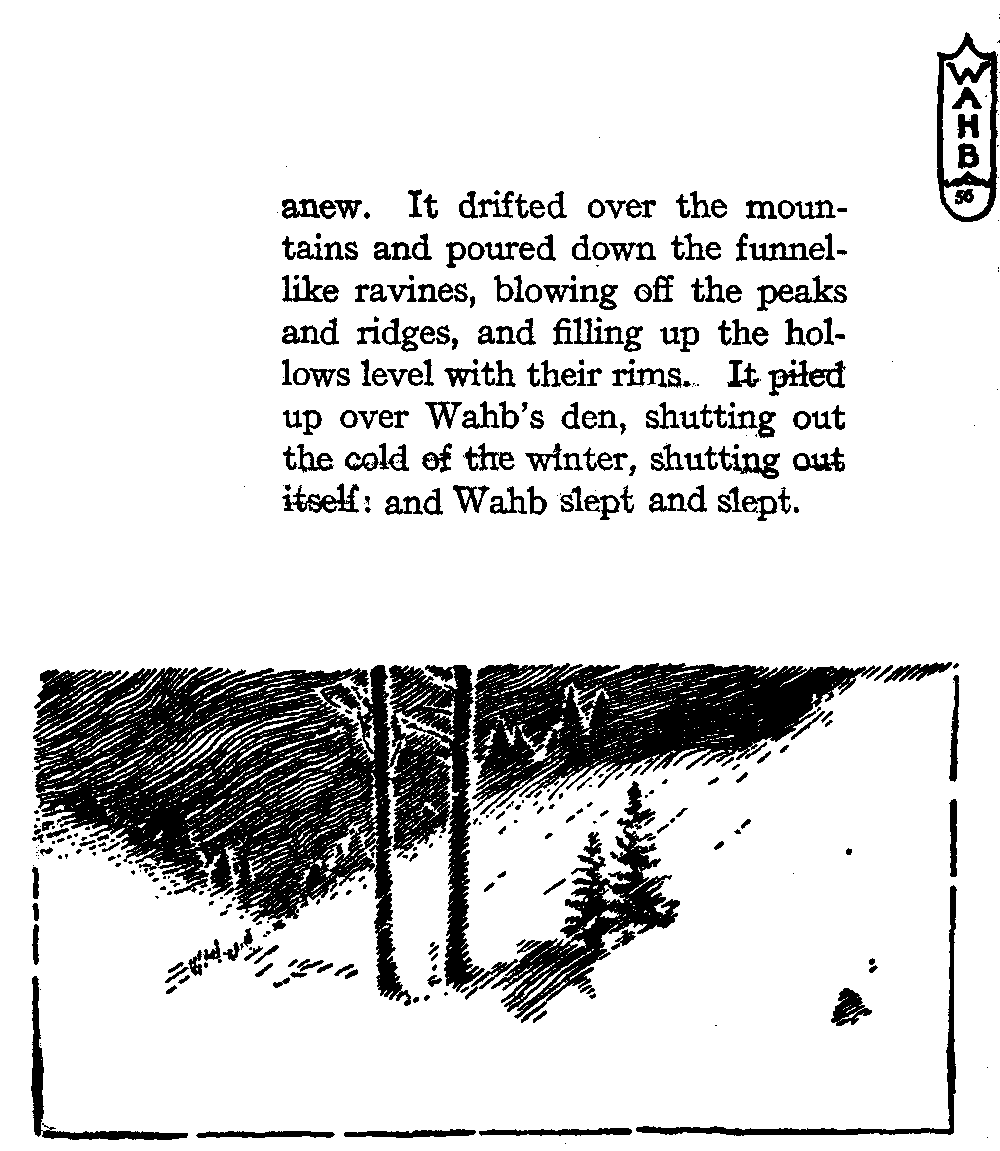 WAHB
56
anew. It drifted over the moun-
tains and poured down the funnel-
like ravines, blowing off the peaks
and ridges, and filling up the hol-
lows level with their rims. It piled
up over Wahb's den, shutting out
the cold of the winter, shutting out
itself: and Wahb slept and slept.